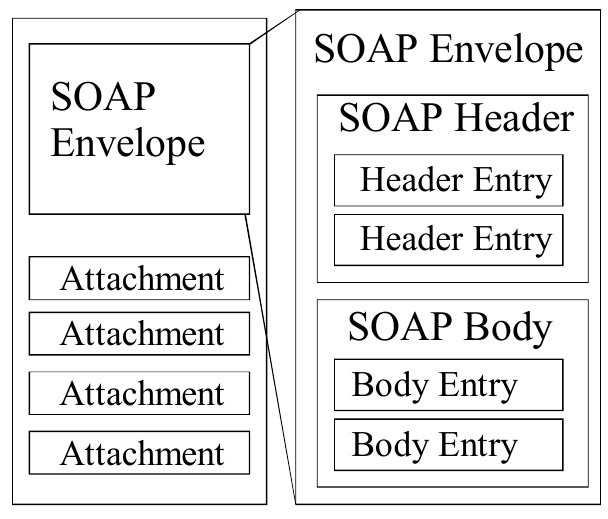 SOAP
Envelope
Attachment
Attachment
Attachment
Attachment
SOAP Envelope
SOAP Header
Header Entry
Header Entry
SOAP Body
Body Entry
Body Entry